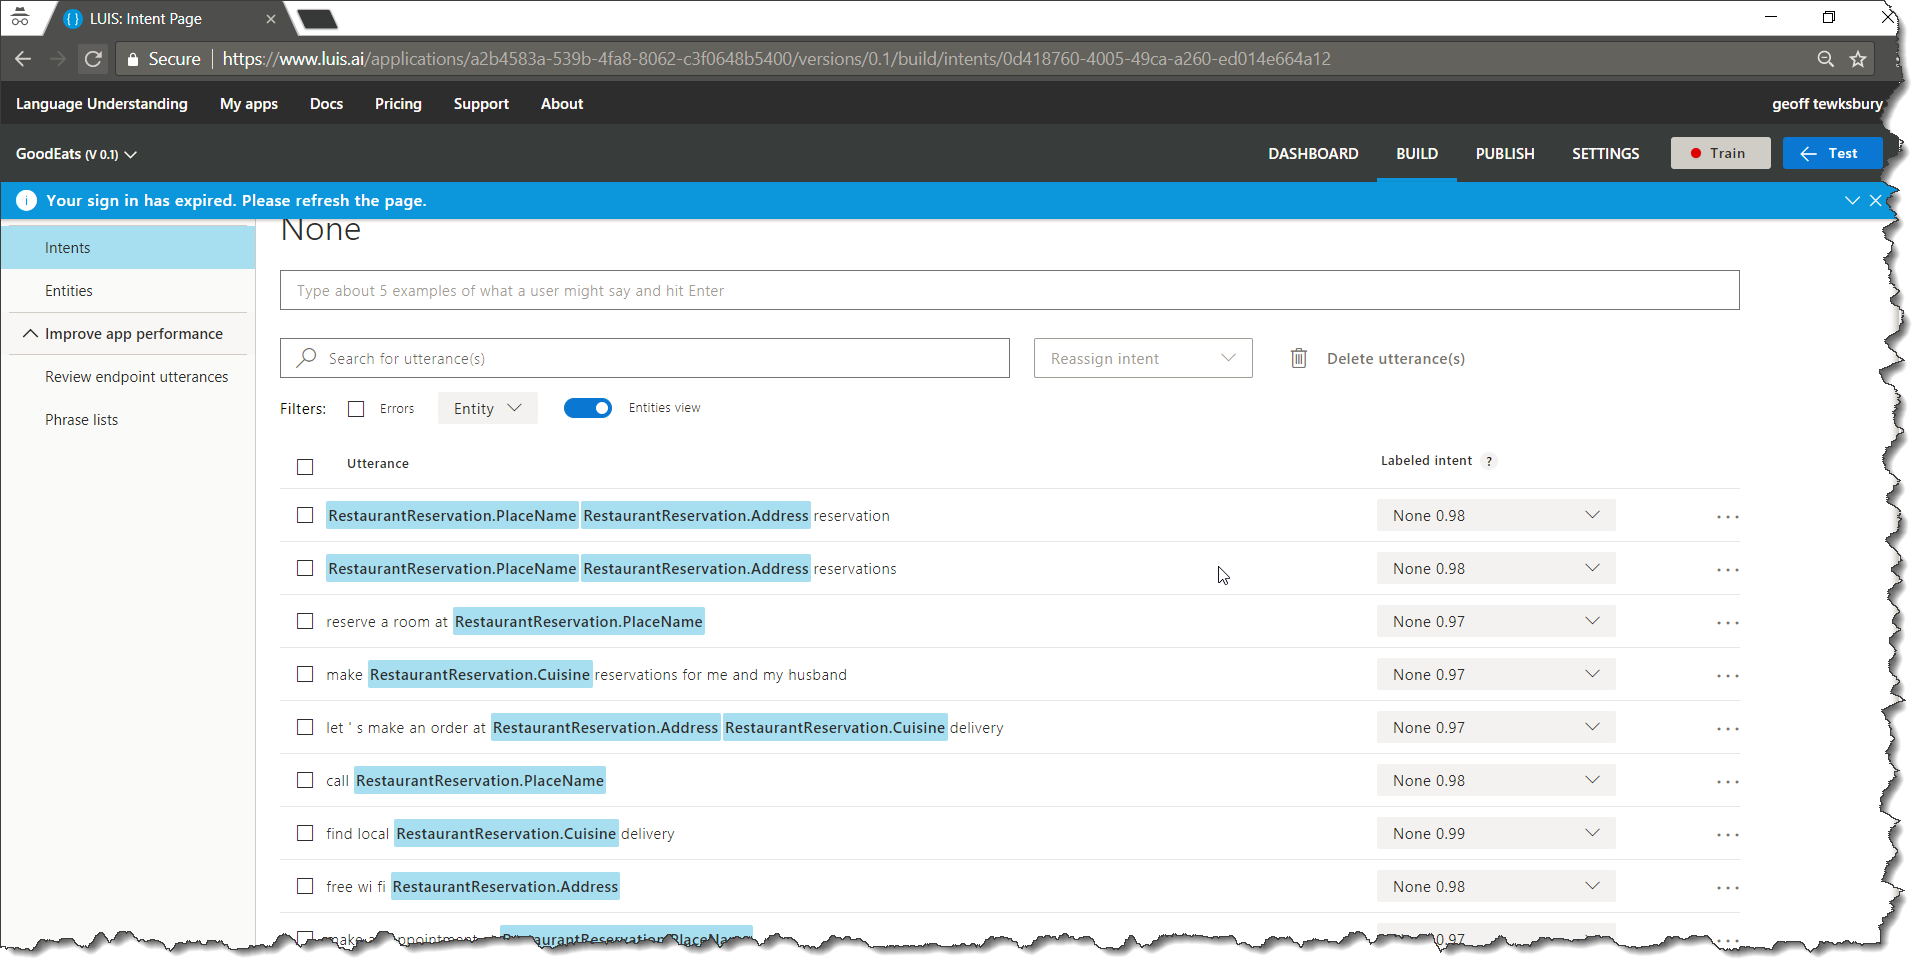 LUIS: Intent Page
Secure https://www.luis.ai/applications/a2b4583a-539b-4fa8-8062-c3f0648b5400/versions/0.1/build/intents/0d418760-4005-49ca-a260-ed014e664a12
Language Understanding My apps Docs Pricing Support About geoff tewksbury
GoodEats (V 0.1) DASHBOARD BUILD PUBLISH SETTINGS Train Test
Your sign in has expired. Please refresh the page.
None
Intents
Entities
Improve app performance
Review endpoint utterances
Phrase lists
Type about 5 examples of what a user might say and hit Enter
Search for utterance(s) Reassign intent Delete utterance(s)
Filters: Errors Entity Entities view
Utterance Labeled intent ?
RestaurantReservation.PlaceName RestaurantReservation.Address reservation None 0.98
RestaurantReservation.PlaceName RestaurantReservation.Address reservations None 0.98
reserve a room at RestaurantReservation.PlaceName None 0.97
make RestaurantReservation.Cuisine reservations for me and my husband None 0.97
let ' s make an order at RestaurantReservation.Address RestaurantReservation.Cuisine delivery None 0.97
call RestaurantReservation.PlaceName None 0.98
find local RestaurantReservation.Cuisine delivery None 0.99
free wi fi RestaurantReservation.Address None 0.98
RestaurantReservation.PlaceName 0.97